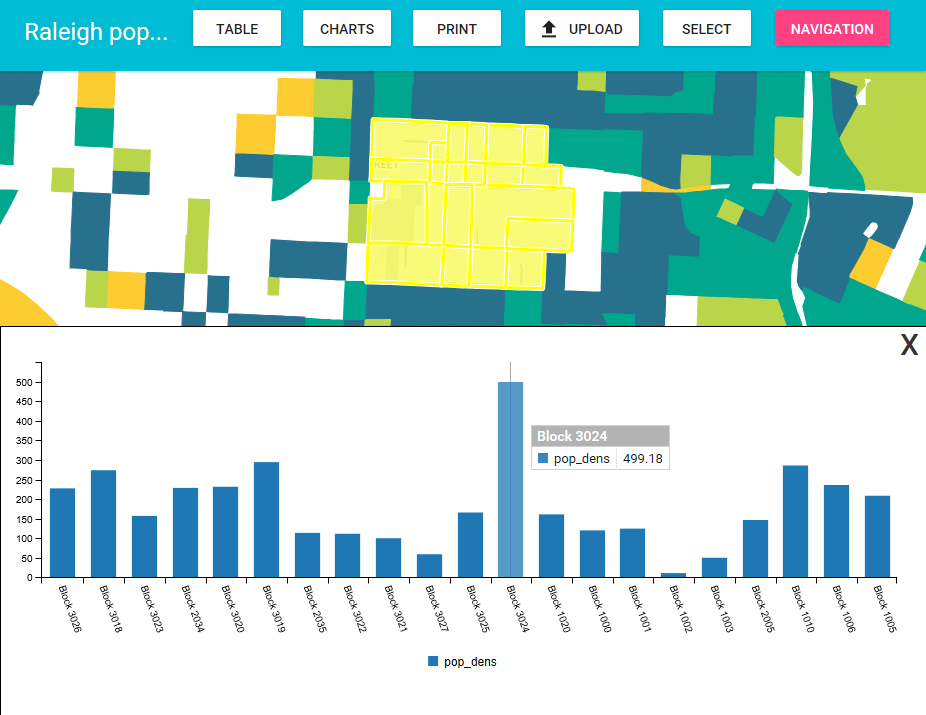 Raleigh pop...
TABLE
CHARTS
PRINT
UPLOAD
SELECT
NAVIGATION
REET
X
500
450
400
350
300
250
200
150
100
50
0
Block 3024
pop_dens 499.18
Block 3026
Block 3018
Block 3023
Block 2034
Block 3020
Block 3019
Block 2035
Block 3022
Block 3021
Block 3027
Block 3025
Block 3024
Block 1020
Block 1000
Block 1001
Block 1002
Block 1003
Block 2005
Block 1010
Block 1006
Block 1005
pop_dens